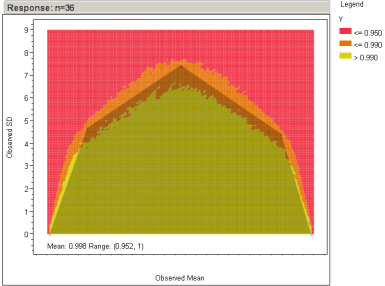 Response: n=36
Legend
Y
<= 0.950
<= 0.990
> 0.990
9
8
7
6
5
4
3
2
1
0
Observed SD
Mean: 0.998 Range: (0.952, 1)
Observed Mean